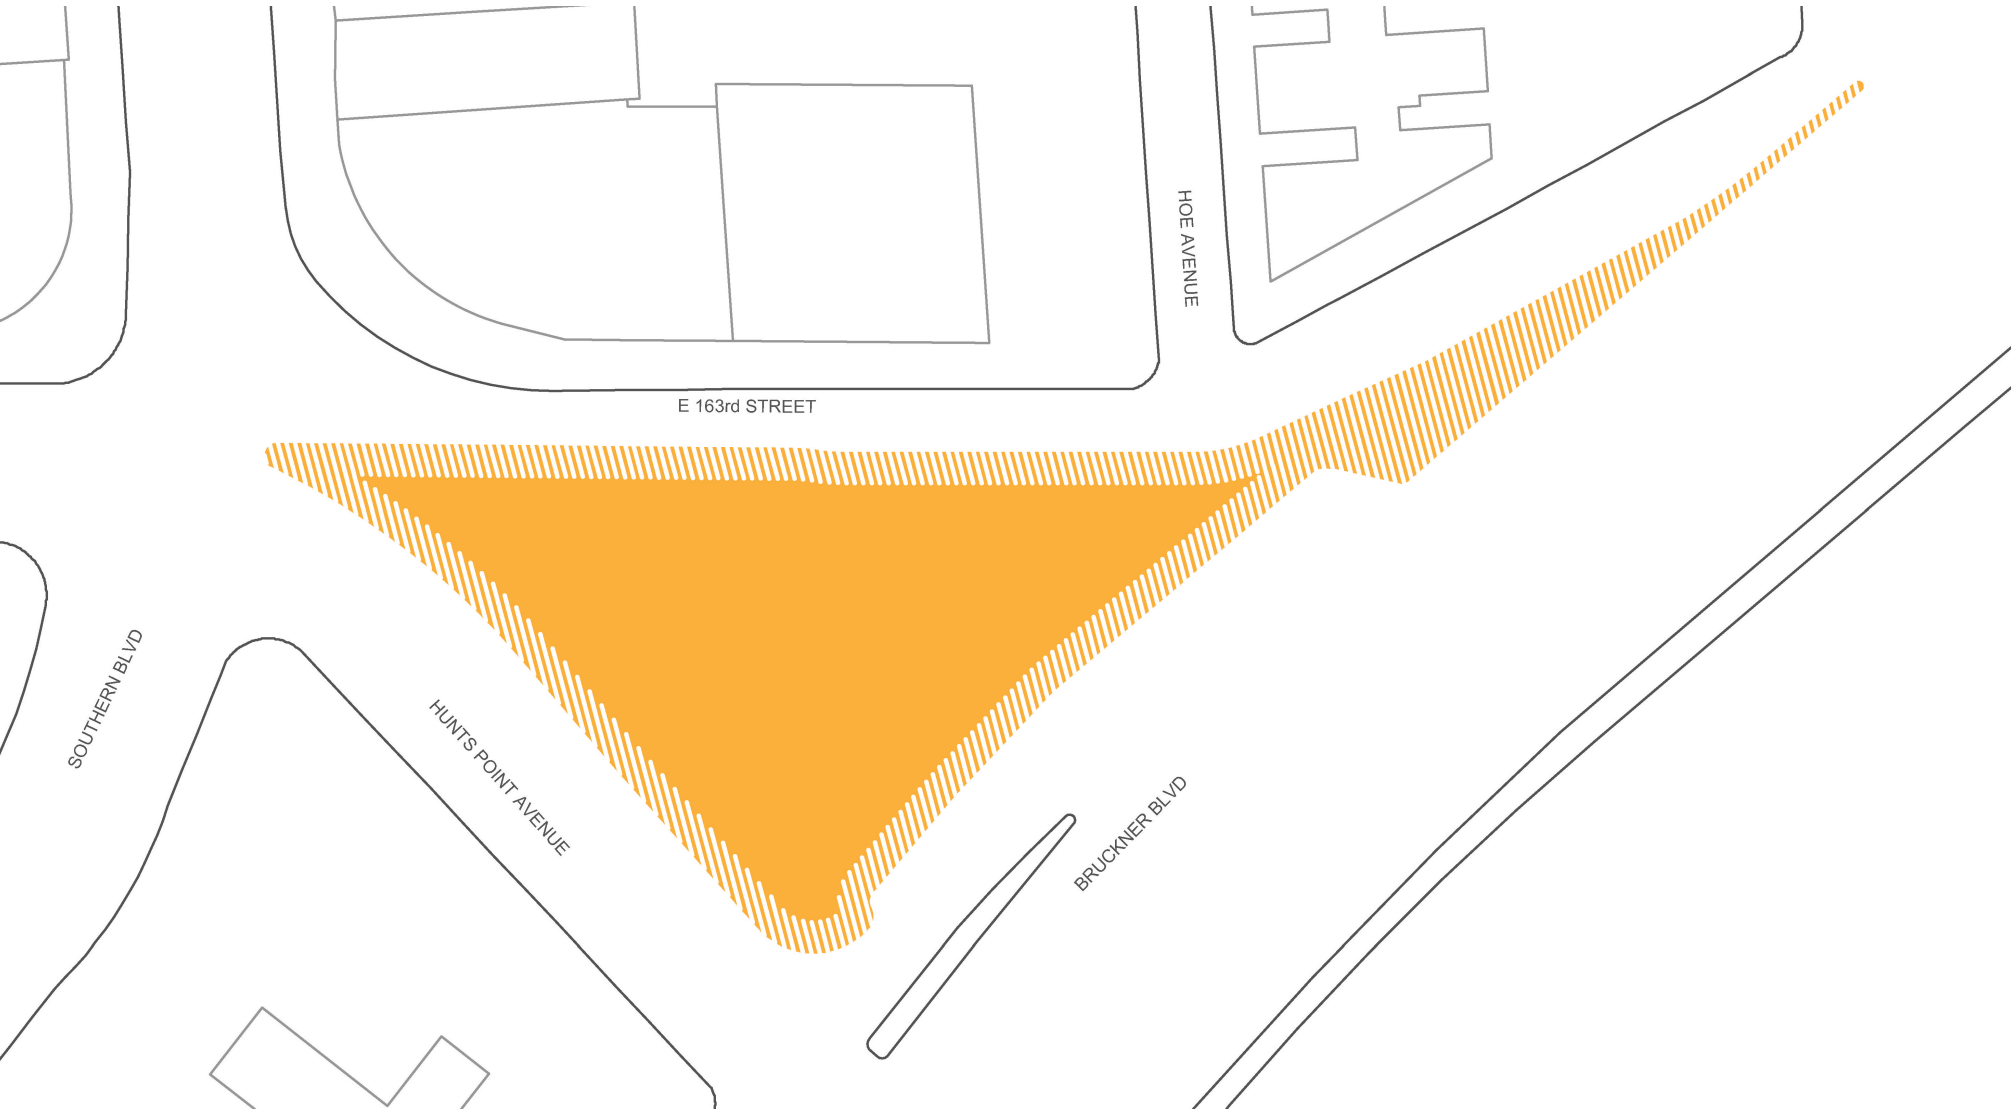 HOE AVENUE
E 163rd STREET
SOUTHERN BLVD
HUNTS POINT AVENUE
BRUCKNER BLVD